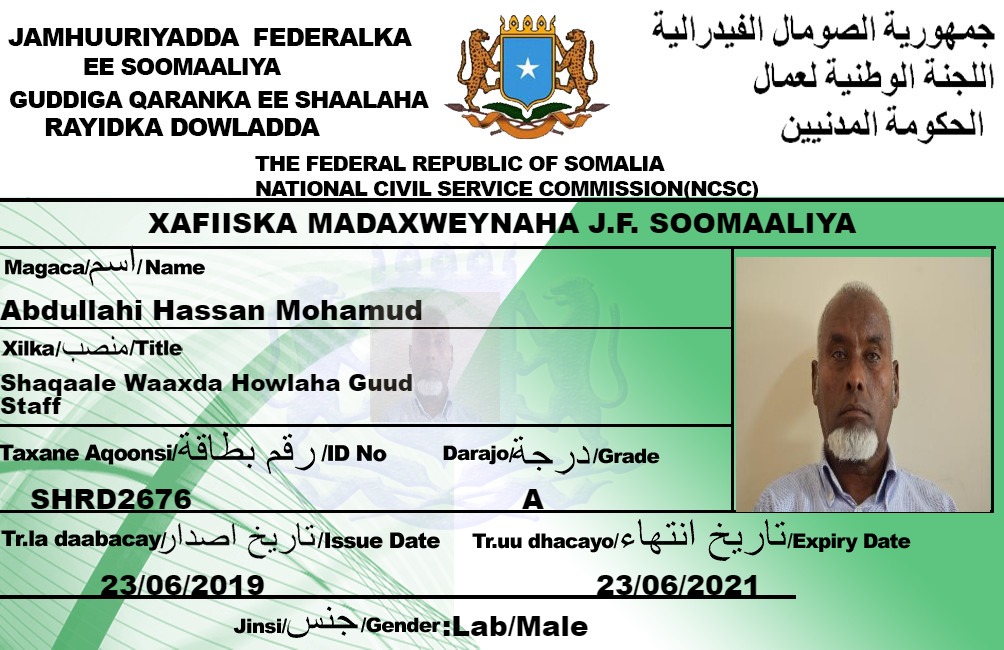 JAMHUURIYADDA FEDERALKA
EE SOOMAALIYA
GUDDIGA QARANKA EE SHAALAHA
RAYIDKA DOWLADDA
جمهورية الصومال الفيدرالية
اللجنة الوطنية لعمال
الحكومة المدنيين
THE FEDERAL REPUBLIC OF SOMALIA
NATIONAL CIVIL SERVICE COMMISSION(NCSC)
XAFIISKA MADAXWEYNAHA J.F. SOOMAALIYA
Magaca/اسم/Name
Abdullahi Hassan Mohamud
Xilka/منصب/Title
Shaqaale Waaxda Howlaha Guud
Staff
Taxane Aqoonsi/رقم بطاقة/ID No
Darajo/درجة/Grade
SHRD2676
A
Tr.la daabacay/تاريخ اصدار/Issue Date
Tr.uu dhacayo/تاريخ انتهاء/Expiry Date
23/06/2019
23/06/2021
Jinsi/جنس/Gender:Lab/Male